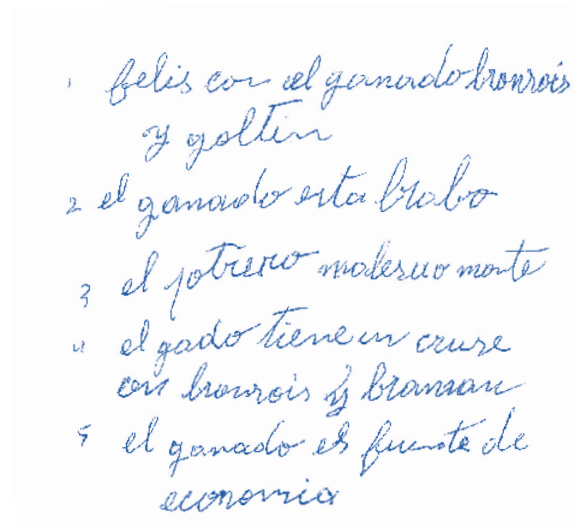 1 felis con el ganado bronrois
y goltin
2 el ganado esta brabo
3 el potrero malesuo monte
4 el gado tiene un cruse
con bronrois y braman
5 el ganado es fuente de
economia